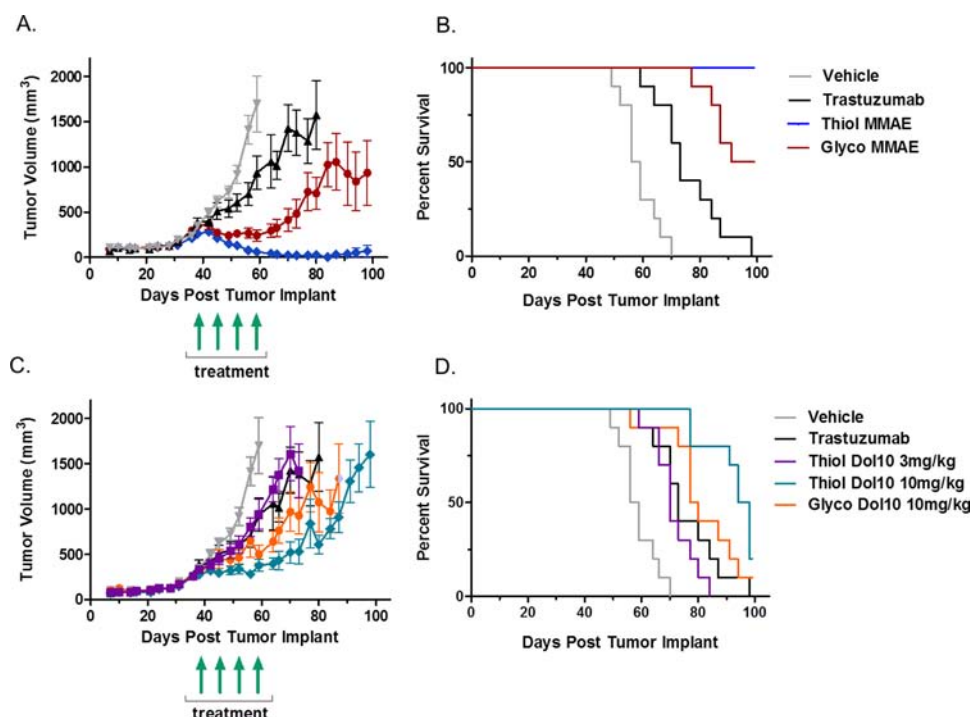 A.
Tumor Volume (mm³)
2000
1500
1000
500
0
0 20 40 60 80 100
Days Post Tumor Implant
treatment
B.
Percent Survival
100
50
0
0 20 40 60 80 100
Days Post Tumor Implant
Vehicle
Trastuzumab
Thiol MMAE
Glyco MMAE
C.
Tumor Volume (mm³)
2000
1500
1000
500
0
0 20 40 60 80 100
Days Post Tumor Implant
treatment
D.
Percent Survival
100
50
0
0 20 40 60 80 100
Days Post Tumor Implant
Vehicle
Trastuzumab
Thiol Dol10 3mg/kg
Thiol Dol10 10mg/kg
Glyco Dol10 10mg/kg